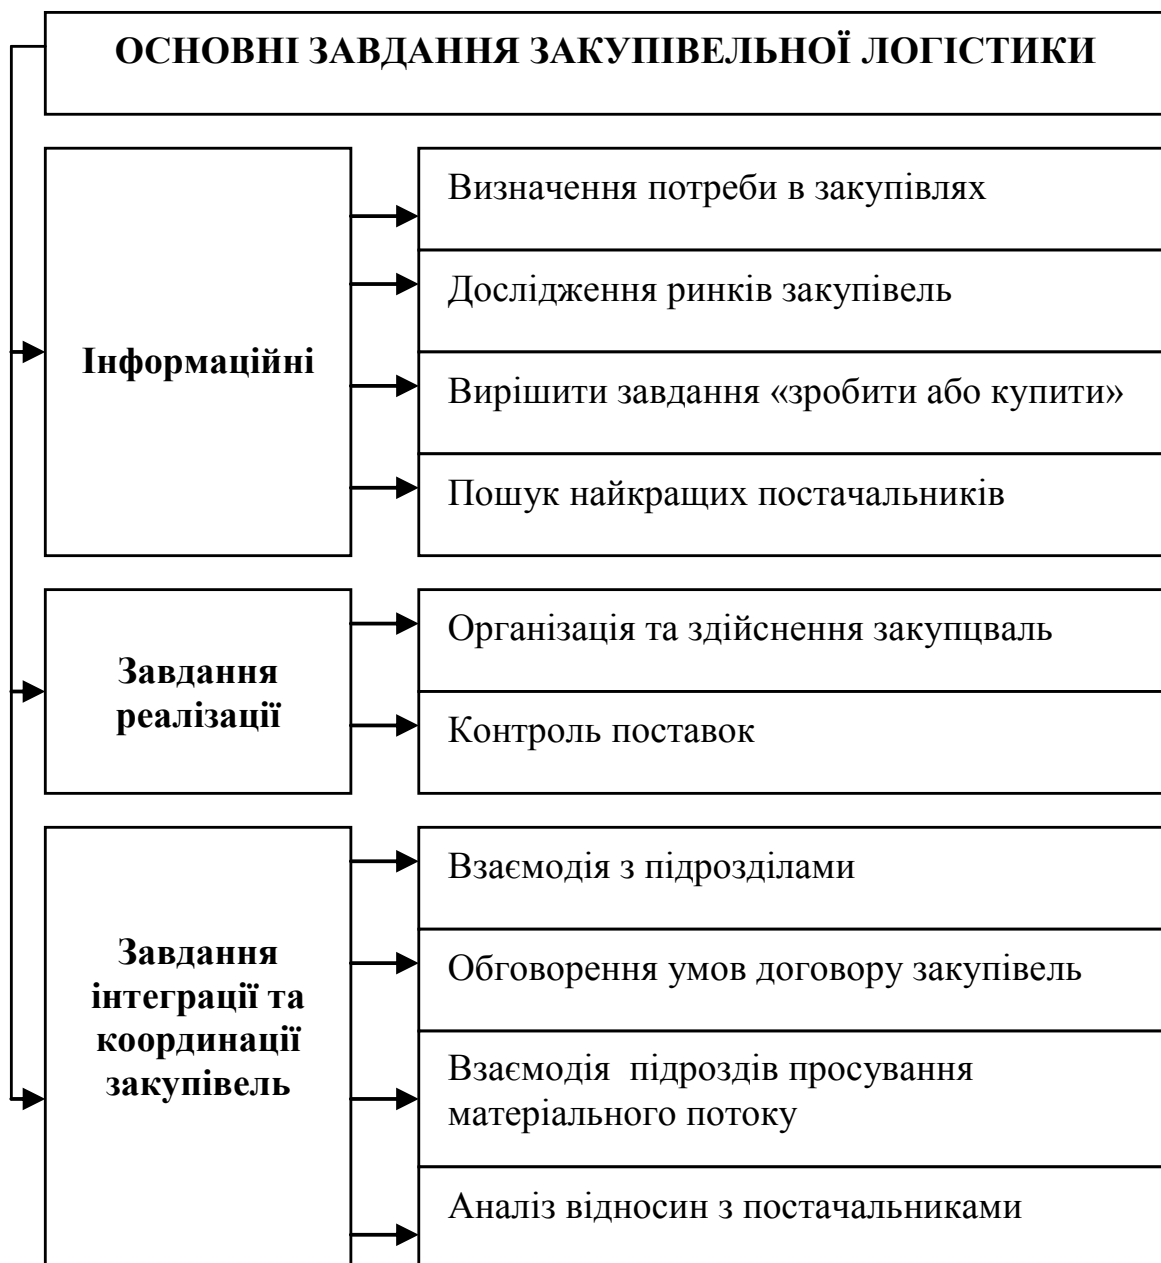 ОСНОВНІ ЗАВДАННЯ ЗАКУПІВЕЛЬНОЇ ЛОГІСТИКИ
Інформаційні
Визначення потреби в закупівлях
Дослідження ринків закупівель
Вирішити завдання «зробити або купити»
Пошук найкращих постачальників
Завдання
реалізації
Організація та здійснення закупцваль
Контроль поставок
Завдання
інтеграції та
координації
закупівель
Взаємодія з підрозділами
Обговорення умов договору закупівель
Взаємодія  підроздів просування
матеріального потоку
Аналіз відносин з постачальниками